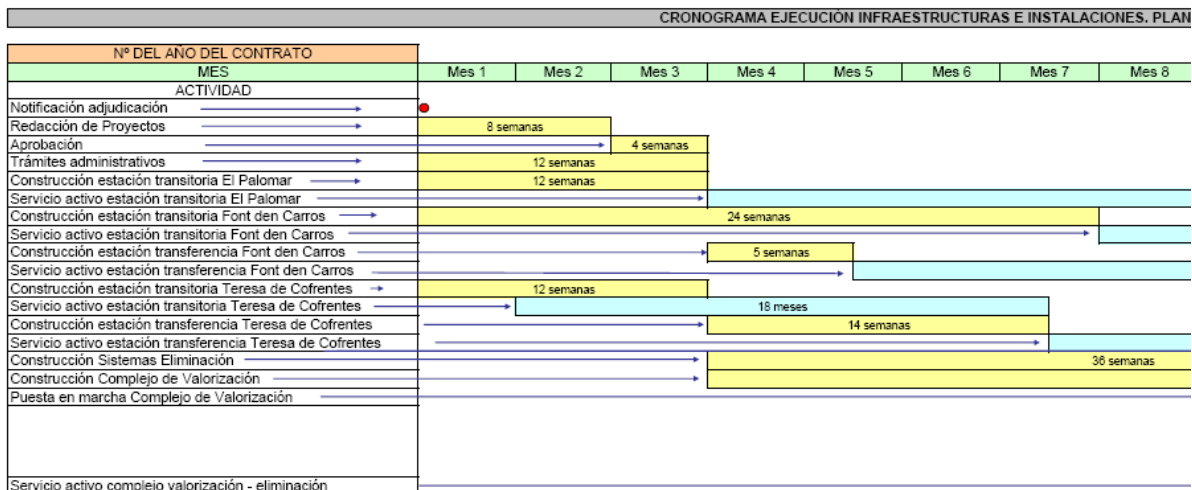 CRONOGRAMA EJECUCIÓN INFRAESTRUCTURAS E INSTALACIONES. PLAN
Nº DEL AÑO DEL CONTRATO
MES Mes 1 Mes 2 Mes 3 Mes 4 Mes 5 Mes 6 Mes 7 Mes 8
ACTIVIDAD
Notificación adjudicación
Redacción de Proyectos 8 semanas
Aprobación 4 semanas
Trámites administrativos 12 semanas
Construcción estación transitoria El Palomar 12 semanas
Servicio activo estación transitoria El Palomar
Construcción estación transitoria Font den Carros 24 semanas
Servicio activo estación transitoria Font den Carros
Construcción estación transferencia Font den Carros 5 semanas
Servicio activo estación transferencia Font den Carros
Construcción estación transitoria Teresa de Cofrentes 12 semanas
Servicio activo estación transitoria Teresa de Cofrentes 18 meses
Construcción estación transferencia Teresa de Cofrentes 14 semanas
Servicio activo estación transferencia Teresa de Cofrentes
Construcción Sistemas Eliminación 36 semanas
Construcción Complejo de Valorización
Puesta en marcha Complejo de Valorización
Servicio activo complejo valorización - eliminación